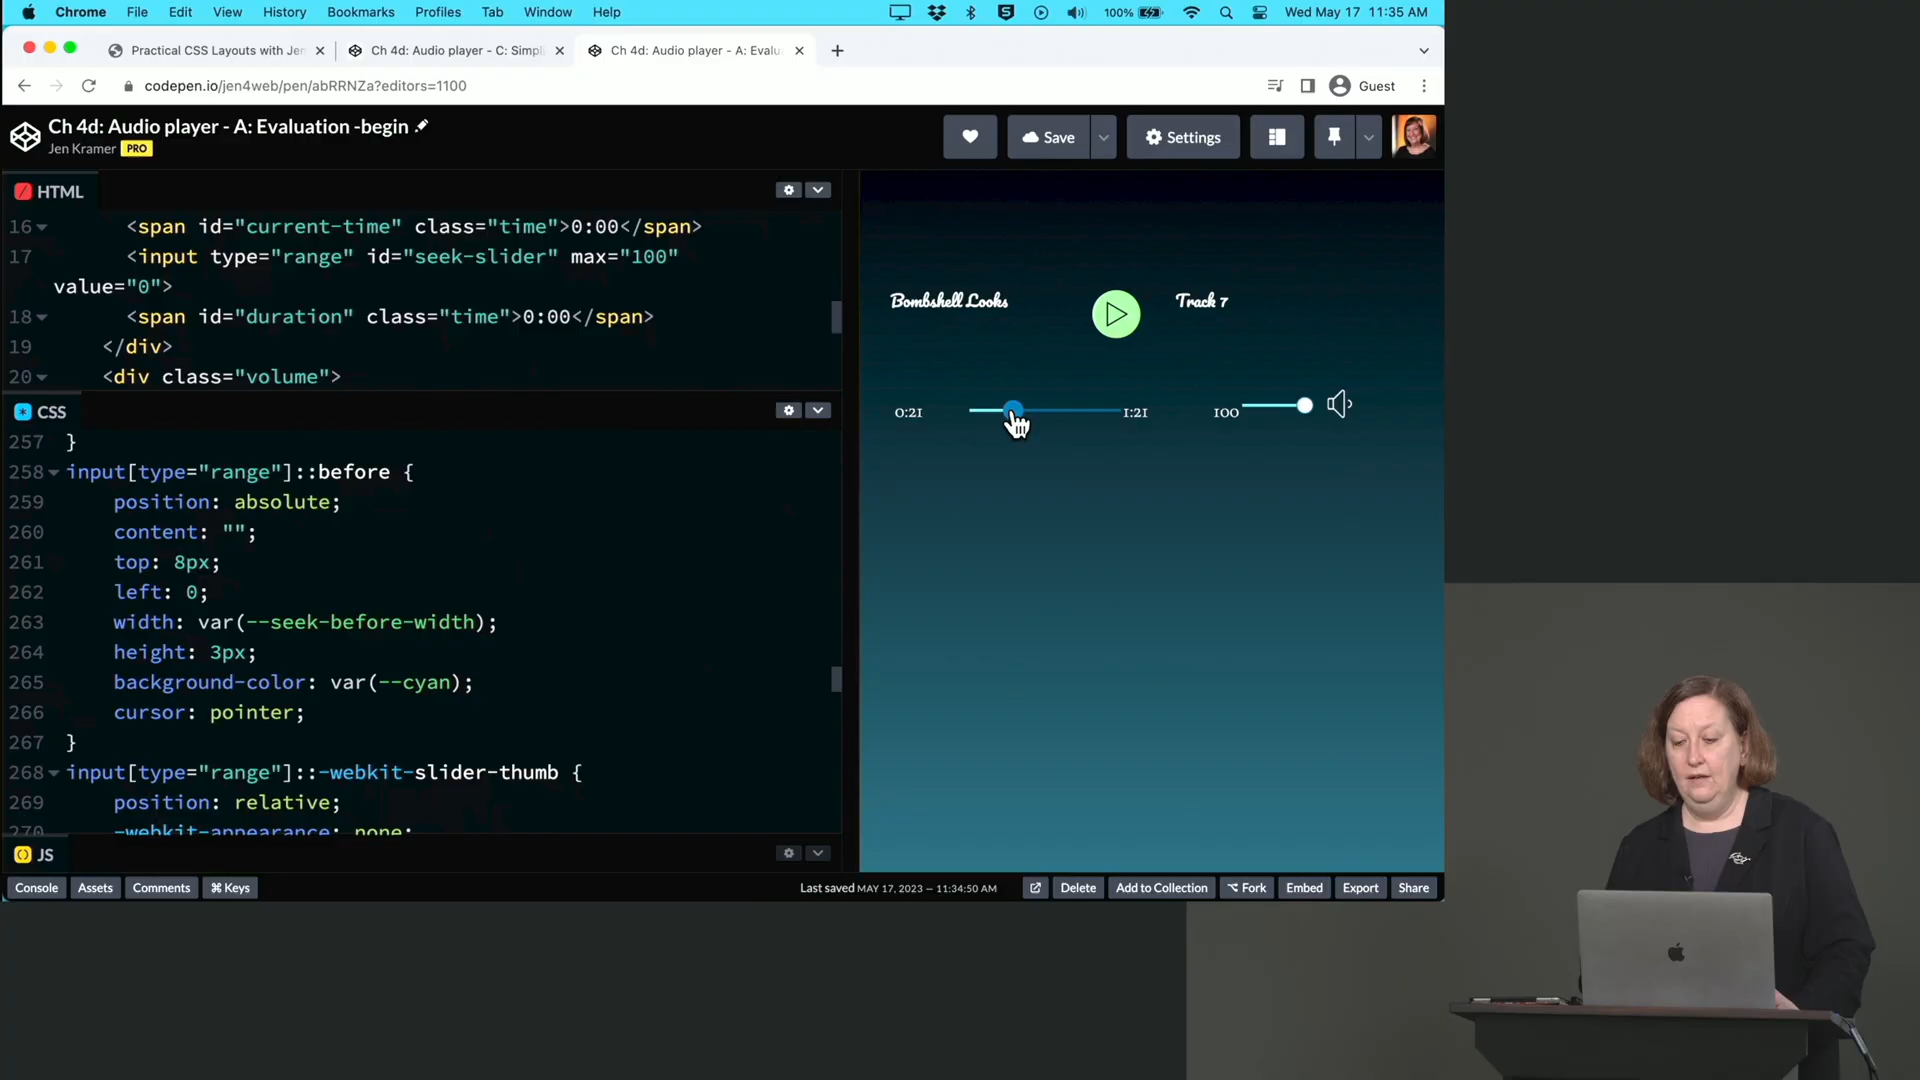 Chrome File Edit View History Bookmarks Profiles Tab Window Help 100% Wed May 17 11:35 AM
Practical CSS Layouts with Jen
Ch 4d: Audio player - C: Simpl
Ch 4d: Audio player - A: Evalu
codepen.io/jen4web/pen/abRRNZa?editors=1100
Guest
Ch 4d: Audio player - A: Evaluation -begin
Jen Kramer PRO
Save
Settings
HTML
16 <span id="current-time" class="time">0:00</span>
17 <input type="range" id="seek-slider" max="100"
value="0">
18 <span id="duration" class="time">0:00</span>
19 </div>
20 <div class="volume">
CSS
257 }
258 input[type="range"]::before {
259 position: absolute;
260 content: "";
261 top: 8px;
262 left: 0;
263 width: var(--seek-before-width);
264 height: 3px;
265 background-color: var(--cyan);
266 cursor: pointer;
267 }
268 input[type="range"]::-webkit-slider-thumb {
269 position: relative;
270 -webkit-appearance: none;
JS
Bombshell Looks
Track 7
0:21
1:21
100
Console Assets Comments ⌘ Keys
Last saved MAY 17, 2023 — 11:34:50 AM
Delete Add to Collection ⌥ Fork Embed Export Share